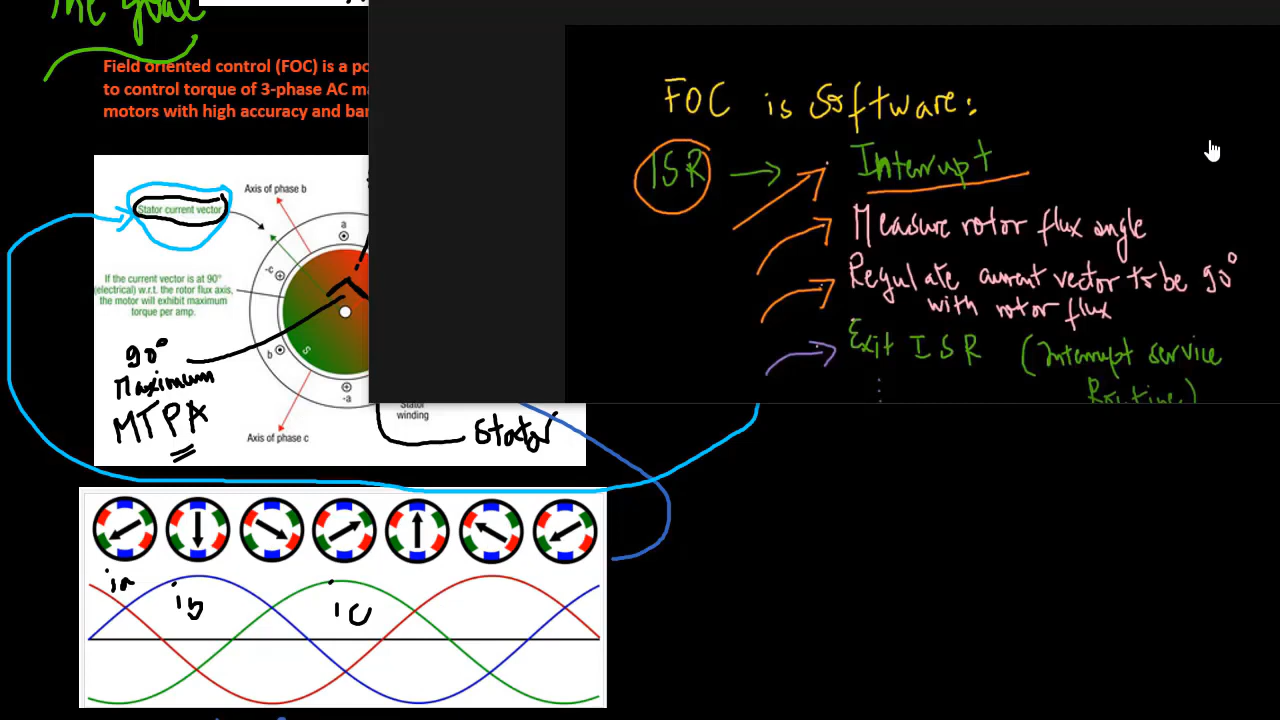 the goal
Field oriented control (FOC) is a po
to control torque of 3-phase AC ma
motors with high accuracy and ban
Stator current vector
Axis of phase b
a
-c
If the current vector is at 90°
(electrical) w.r.t. the rotor flux axis,
the motor will exhibit maximum
torque per amp.
S
b
-a
Axis of phase c
Stator
winding
90°
Maximum
MTPA
Stator
ia
ib
ic
FOC is Software:
ISR → Interrupt
Measure rotor flux angle
Regulate current vector to be 90°
with rotor flux
Exit ISR (Interrupt service
Routine)